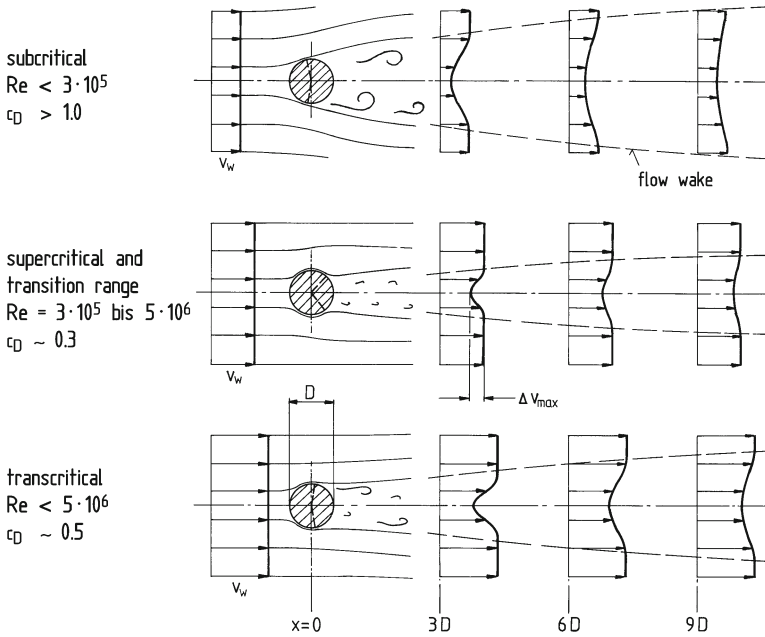 subcritical
Re < 3·10⁵
c_D > 1.0
V_w
flow wake
supercritical and
transition range
Re = 3·10⁵ bis 5·10⁶
c_D ~ 0.3
V_w
D
ΔV_max
transcritical
Re < 5·10⁶
c_D ~ 0.5
V_w
x=0
3D
6D
9D